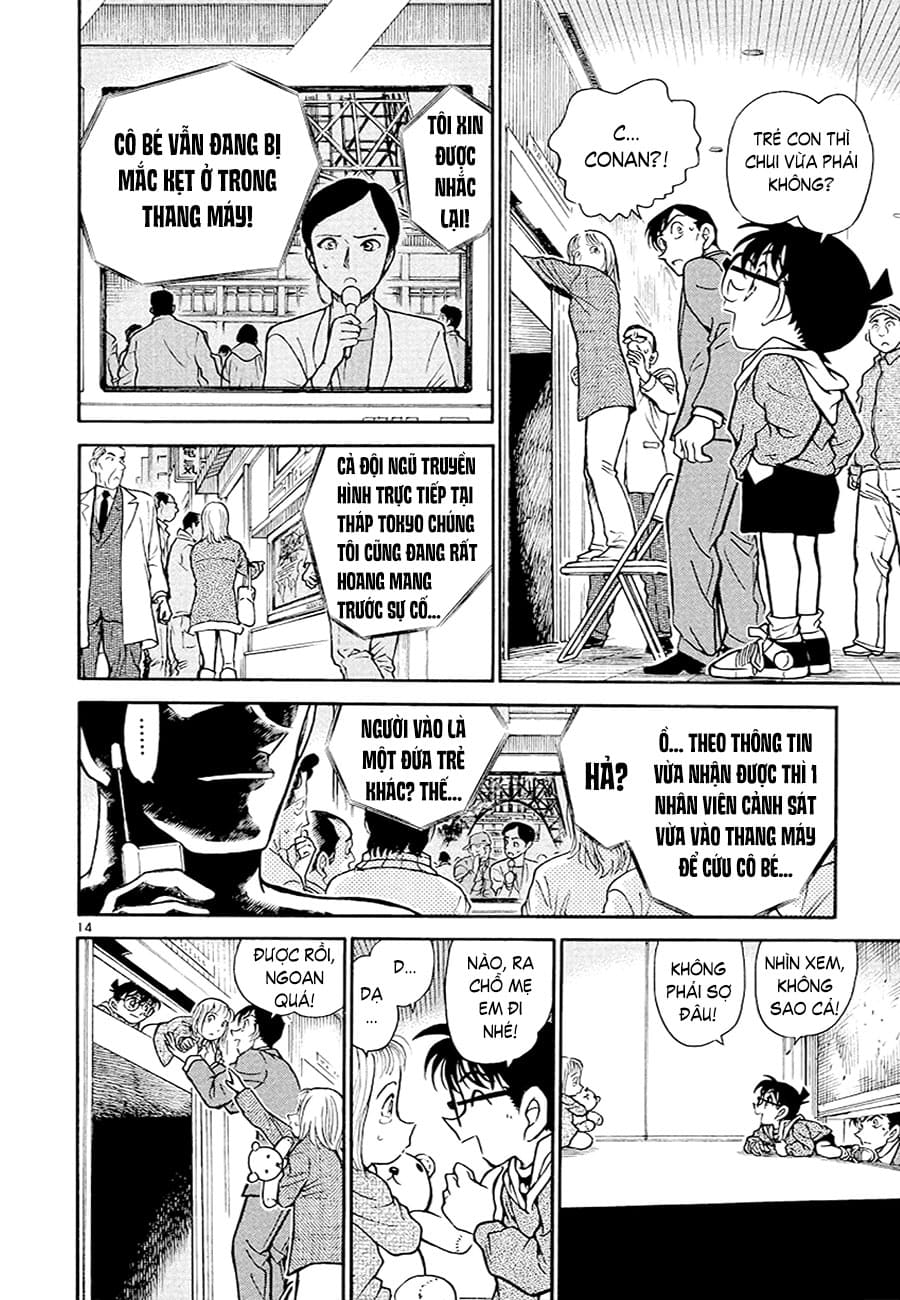 TRẺ CON THÌ
CHUI VỪA PHẢI
KHÔNG?
C...
CONAN?!
TÔI XIN
ĐƯỢC
NHẮC
LẠI!
CÔ BÉ VẪN ĐANG BỊ
MẮC KẸT Ở TRONG
THANG MÁY!
CẢ ĐỘI NGŨ TRUYỀN
HÌNH TRỰC TIẾP TẠI
THÁP TOKYO CHÚNG
TÔI CŨNG ĐANG RẤT
HOANG MANG
TRƯỚC SỰ CỐ...
Ồ... THEO THÔNG TIN
VỪA NHẬN ĐƯỢC THÌ 1
NHÂN VIÊN CẢNH SÁT
VỪA VÀO THANG MÁY
ĐỂ CỨU CÔ BÉ...
HẢ?
NGƯỜI VÀO LÀ
MỘT ĐỨA TRẺ
KHÁC? THẾ...
......
14
NHÌN XEM,
KHÔNG
SAO CẢ!
KHÔNG
PHẢI SỢ
ĐÂU!
NÀO, RA
CHỖ MẸ
EM ĐI
NHÉ!
D...
DẠ
...
ĐƯỢC RỒI,
NGOAN
QUÁ!